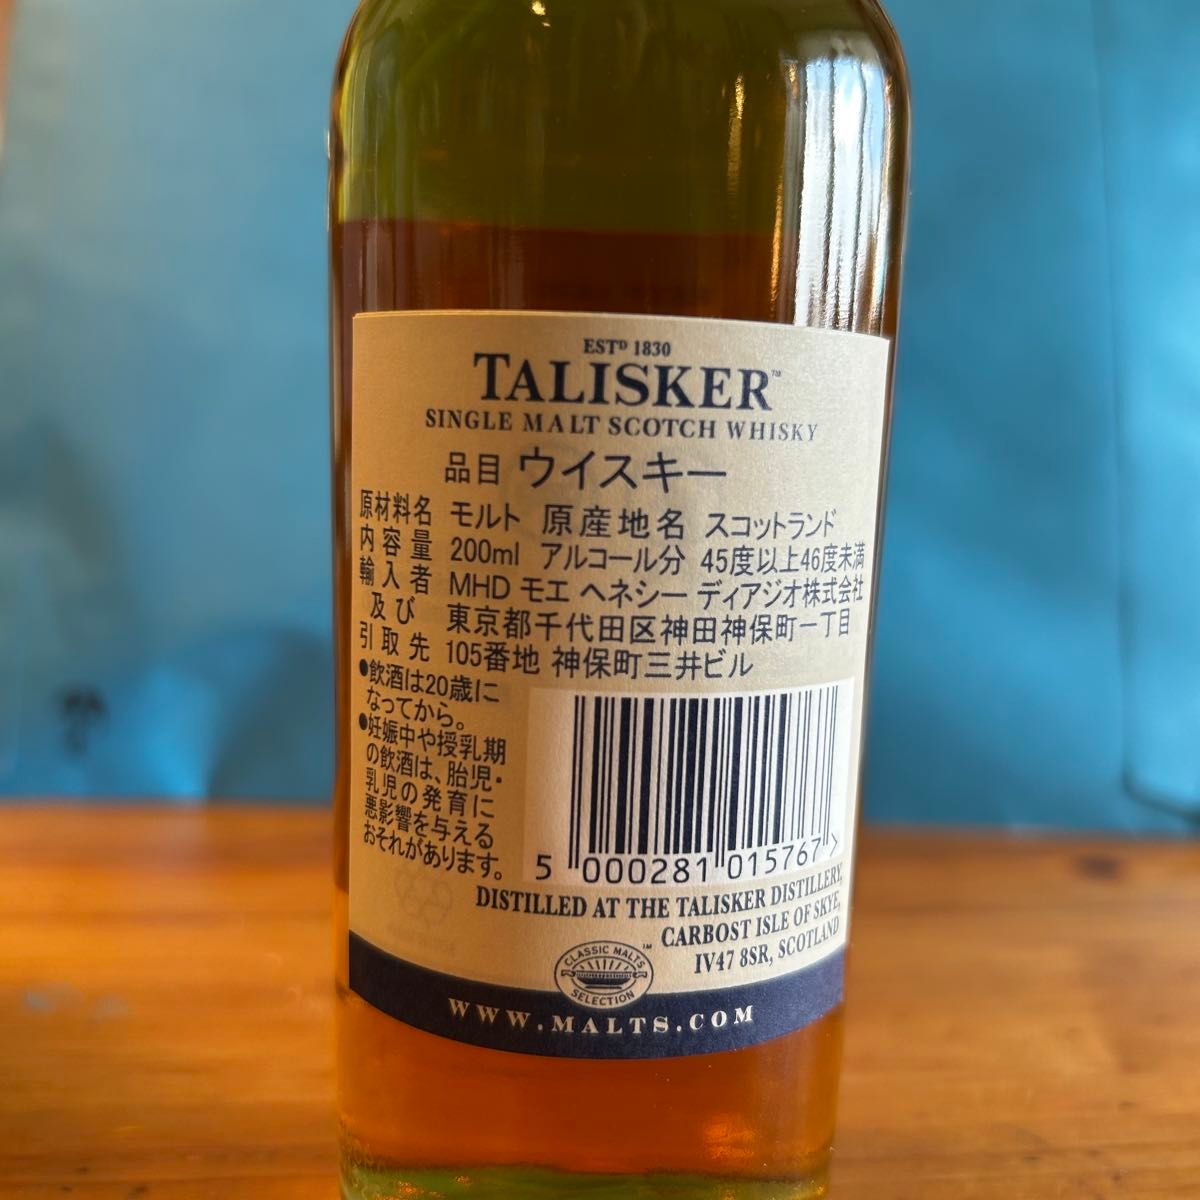 ESTᴰ 1830
TALISKER™
SINGLE MALT SCOTCH WHISKY
品目 ウイスキー
原材料名 モルト 原産地名 スコットランド
内容量 200ml アルコール分 45度以上46度未満
輸入者 MHD モエ ヘネシー ディアジオ株式会社
及び 東京都千代田区神田神保町一丁目
引取先 105番地 神保町三井ビル
●飲酒は20歳に
なってから。
●妊娠中や授乳期
の飲酒は、胎児・
乳児の発育に
悪影響を与える
おそれがあります。
5 000281 015767 >
DISTILLED AT THE TALISKER DISTILLERY,
CARBOST ISLE OF SKYE,
IV47 8SR, SCOTLAND
CLASSIC MALTS ™
SELECTION
WWW.MALTS.COM